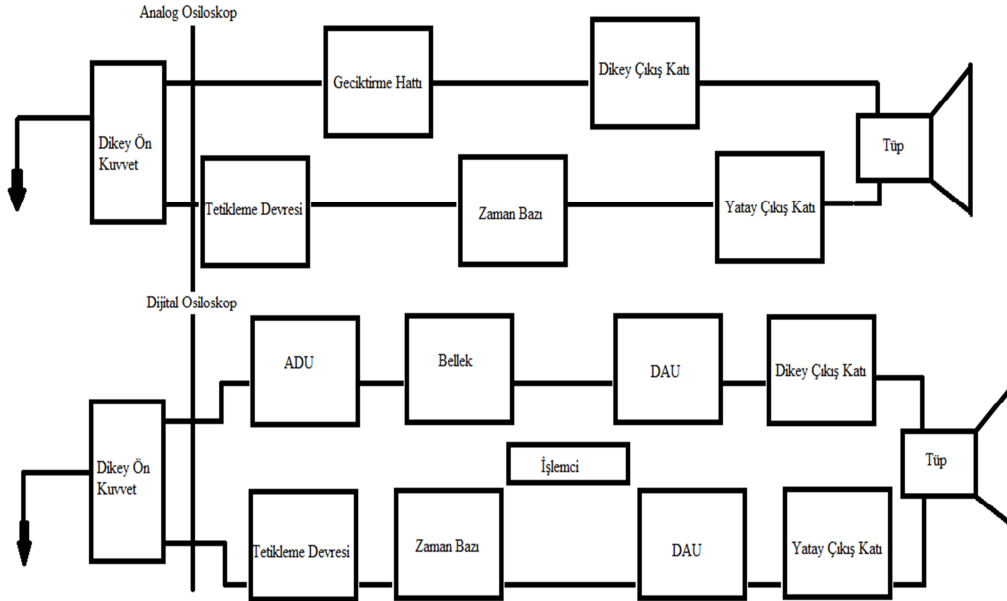 Analog Osiloskop
Geciktirme Hattı
Dikey Çıkış Katı
Dikey Ön
Kuvvet
Tüp
Tetikleme Devresi
Zaman Bazı
Yatay Çıkış Katı
Dijital Osiloskop
ADU
Bellek
DAU
Dikey Çıkış Katı
Dikey Ön
Kuvvet
İşlemci
Tüp
Tetikleme Devresi
Zaman Bazı
DAU
Yatay Çıkış Katı